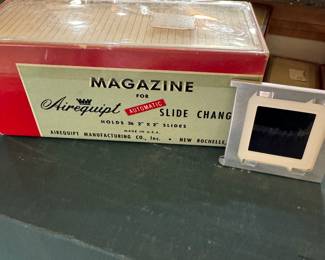 MAGAZINE
FOR
Airequipt AUTOMATIC SLIDE CHANG
HOLDS 36 2" X 2" SLIDES
MADE IN U.S.A.
AIREQUIPT MANUFACTURING CO., Inc. • NEW ROCHELLE,